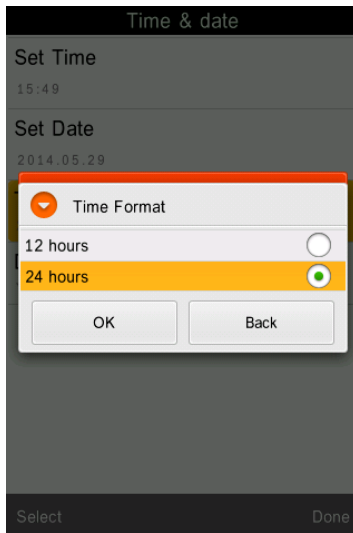 Time & date
Set Time
15:49
Set Date
2014.05.29
Time Format
12 hours
24 hours
OK Back
Select Done